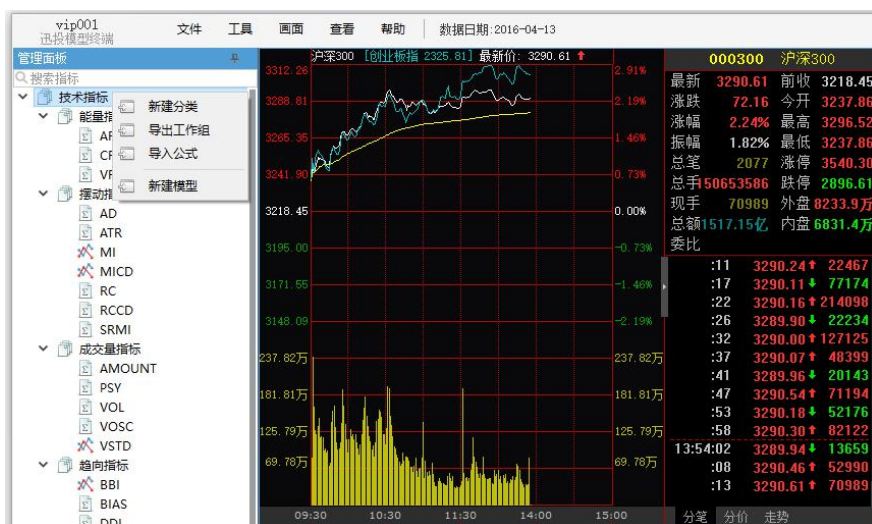 vip001
迅投模型终端
文件 工具 画面 查看 帮助 数据日期:2016-04-13
管理面板
搜索指标
技术指标
能量指
新建分类
导出工作组
导入公式
新建模型
摆动指
AD
ATR
MI
MICD
RC
RCCD
SRMI
成交量指标
AMOUNT
PSY
VOL
VOSC
VSTD
趋向指标
BBI
BIAS
沪深300 [创业板指 2325.81] 最新价: 3290.61
3312.26 2.91%
3288.81 2.19%
3265.35 1.46%
3241.90 0.73%
3218.45 0.00%
3195.00 -0.73%
3171.55 -1.46%
3148.09 -2.19%
237.82万 237.82万
181.81万 181.81万
125.79万 125.79万
69.78万 69.78万
09:30 10:30 11:30 14:00 15:00
000300 沪深300
最新 3290.61 前收 3218.45
涨跌 72.16 今开 3237.86
涨幅 2.24% 最高 3296.52
振幅 1.82% 最低 3237.86
总笔 2077 涨停 3540.30
总手150653586 跌停 2896.61
现手 70989 外盘 8233.9万
总额1517.15亿 内盘 6831.4万
委比
:11 3290.24 22467
:17 3290.11 77174
:22 3290.16 214098
:26 3289.90 22234
:32 3290.00 127125
:37 3290.07 48399
:41 3289.96 20143
:47 3290.54 71194
:53 3290.18 52176
:58 3290.30 82122
13:54:02 3289.94 13659
:08 3290.46 52990
:13 3290.61 70989
分笔 分价 走势